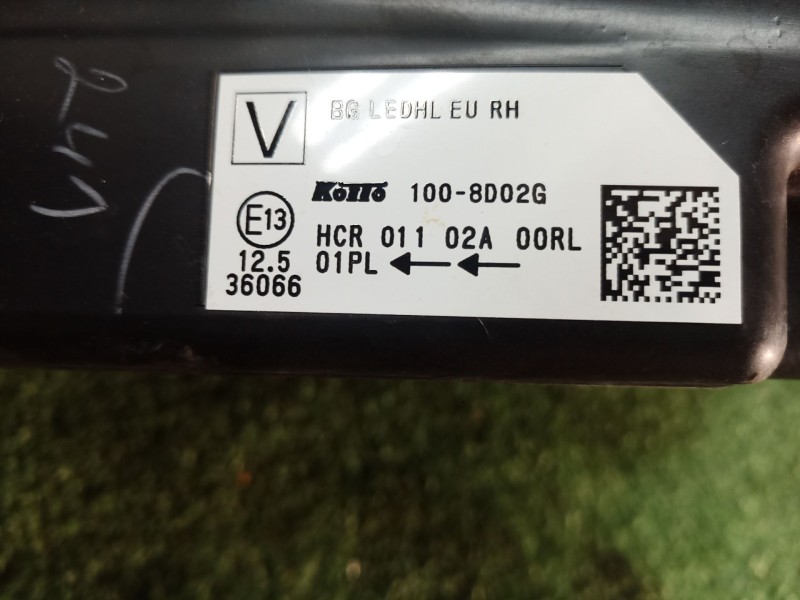 V
BG LEDHL EU RH
KOITO 100-8D02G
E13
HCR 011 02A 00RL
12.5
01PL
36066